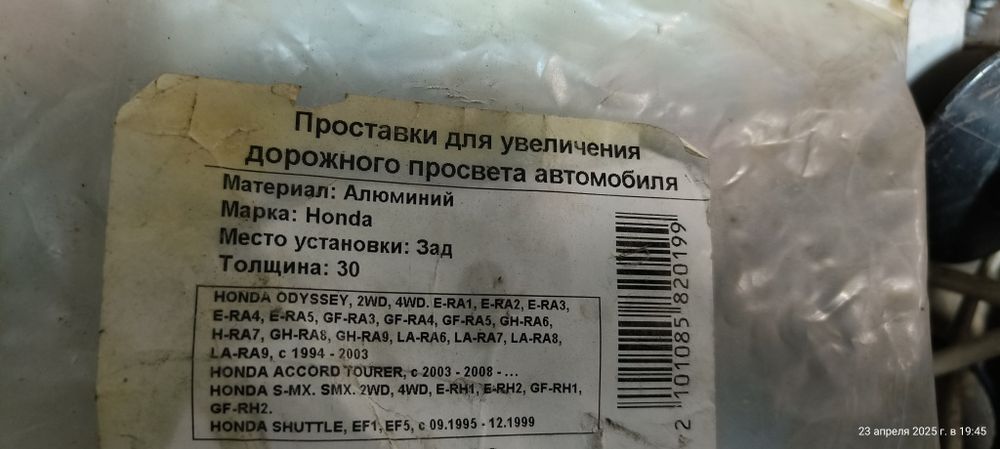 Проставки для увеличения
дорожного просвета автомобиля
Материал: Алюминий
Марка: Honda
Место установки: Зад
Толщина: 30
HONDA ODYSSEY, 2WD, 4WD. E-RA1, E-RA2, E-RA3,
E-RA4, E-RA5, GF-RA3, GF-RA4, GF-RA5, GH-RA6,
H-RA7, GH-RA8, GH-RA9, LA-RA6, LA-RA7, LA-RA8,
LA-RA9, с 1994 - 2003
HONDA ACCORD TOURER, с 2003 - 2008 - ...
HONDA S-MX. SMX. 2WD, 4WD, E-RH1, E-RH2, GF-RH1,
GF-RH2.
HONDA SHUTTLE, EF1, EF5, с 09.1995 - 12.1999
2 101085 820199
23 апреля 2025 г. в 19:45